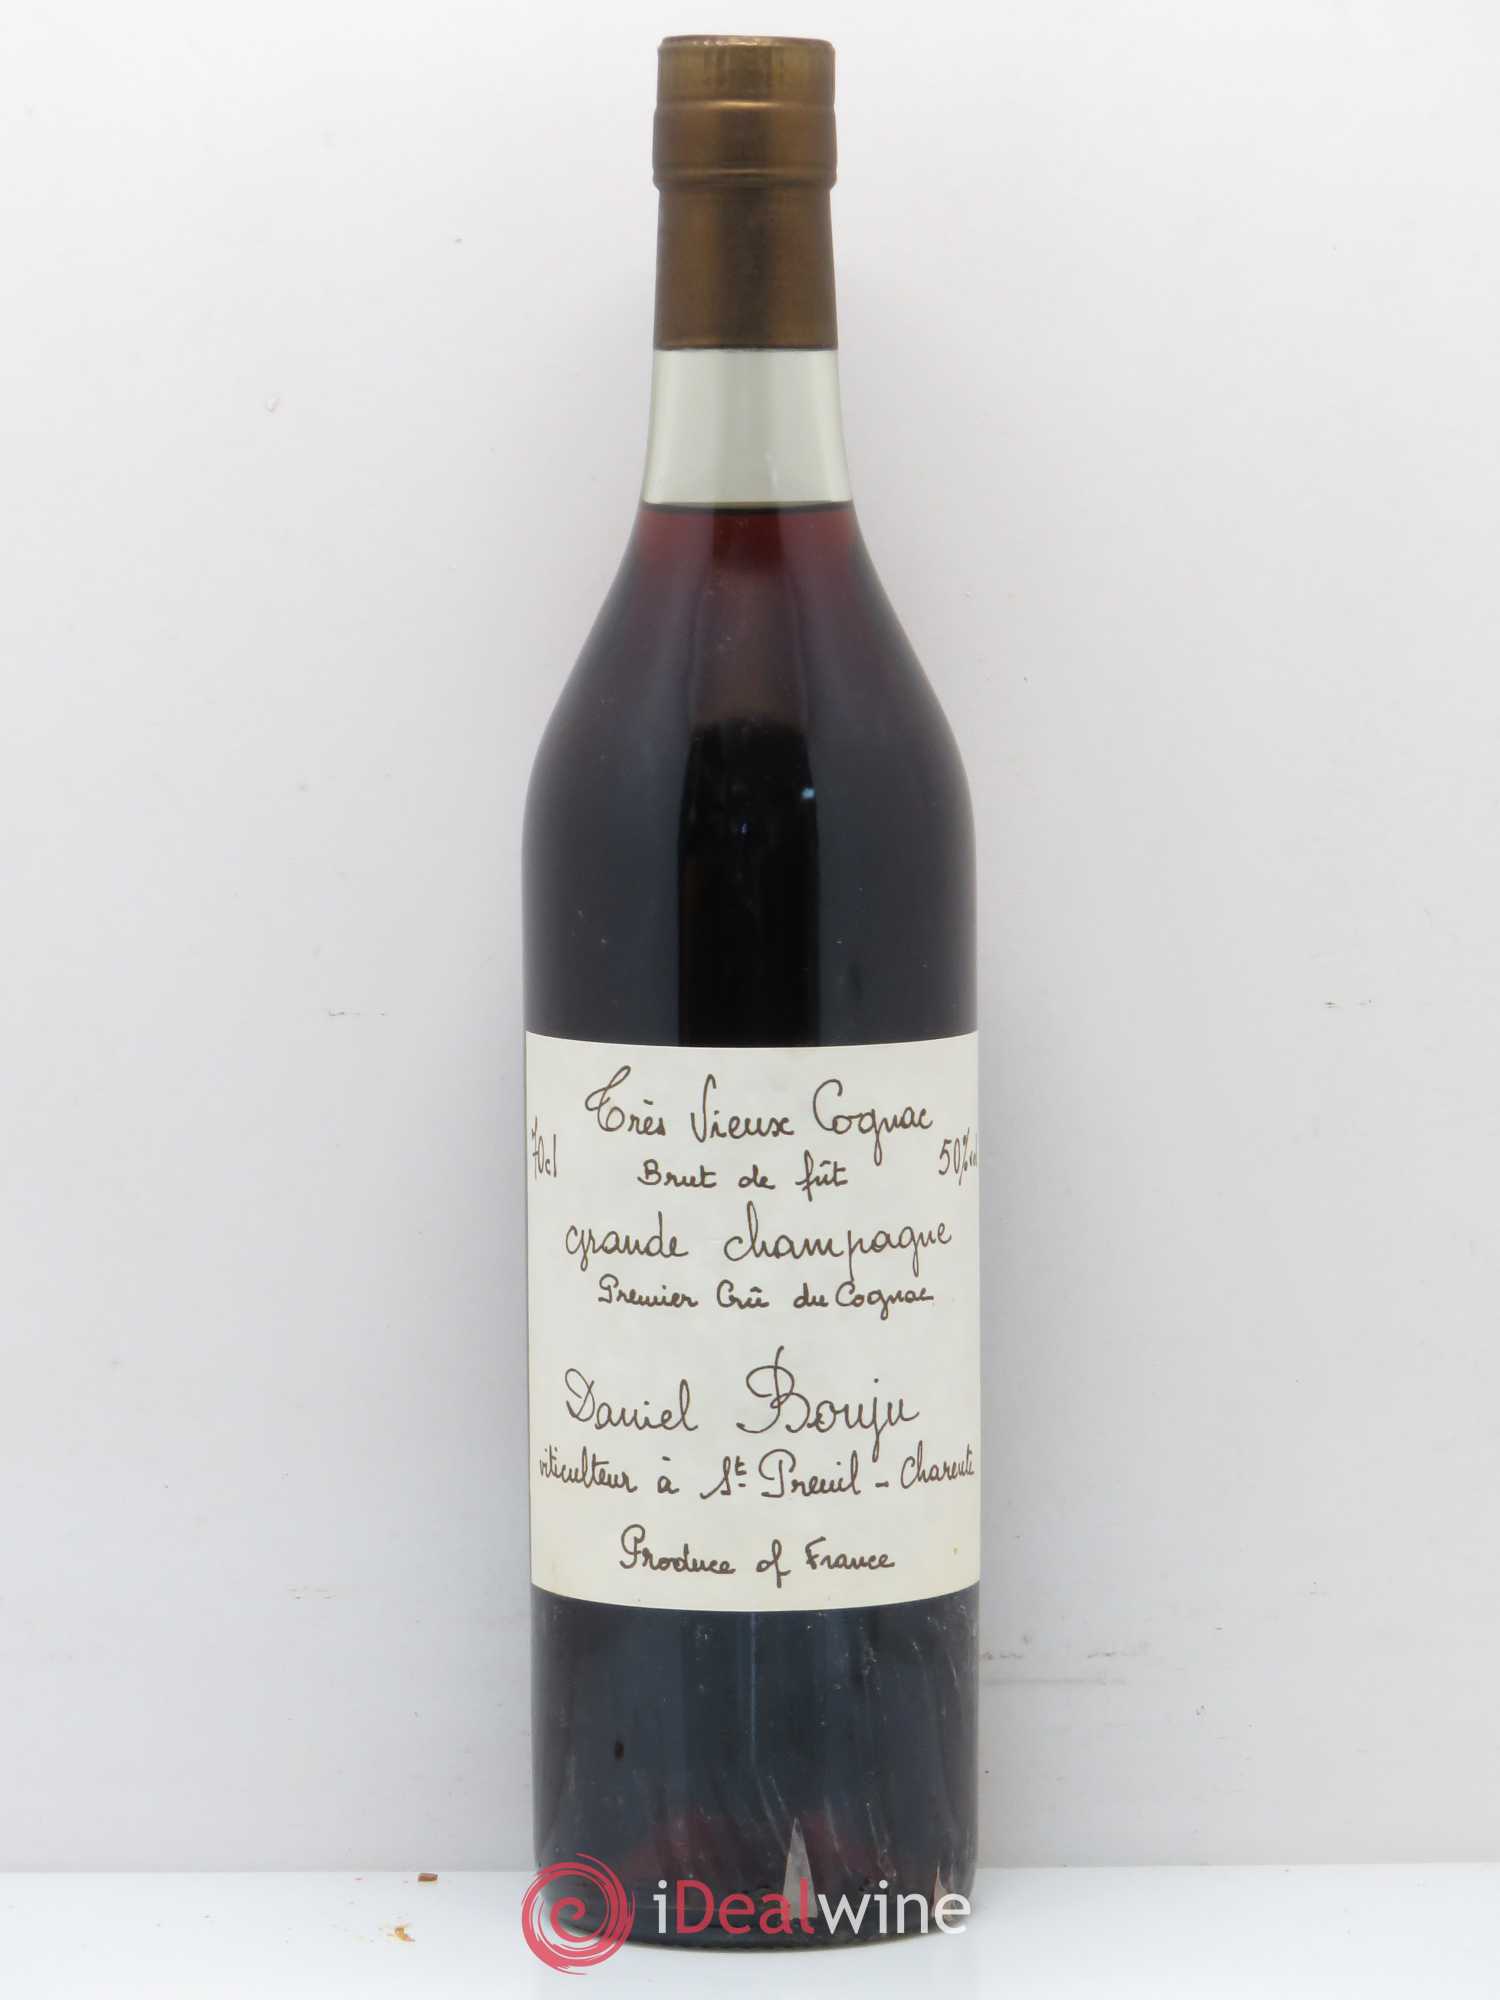 Très Vieux Cognac
70cl
50% vol
Brut de fût
grande champagne
Premier Crû du Cognac
Daniel Bouju
viticulteur à St Preuil - Charente
Produce of France
iDealwine